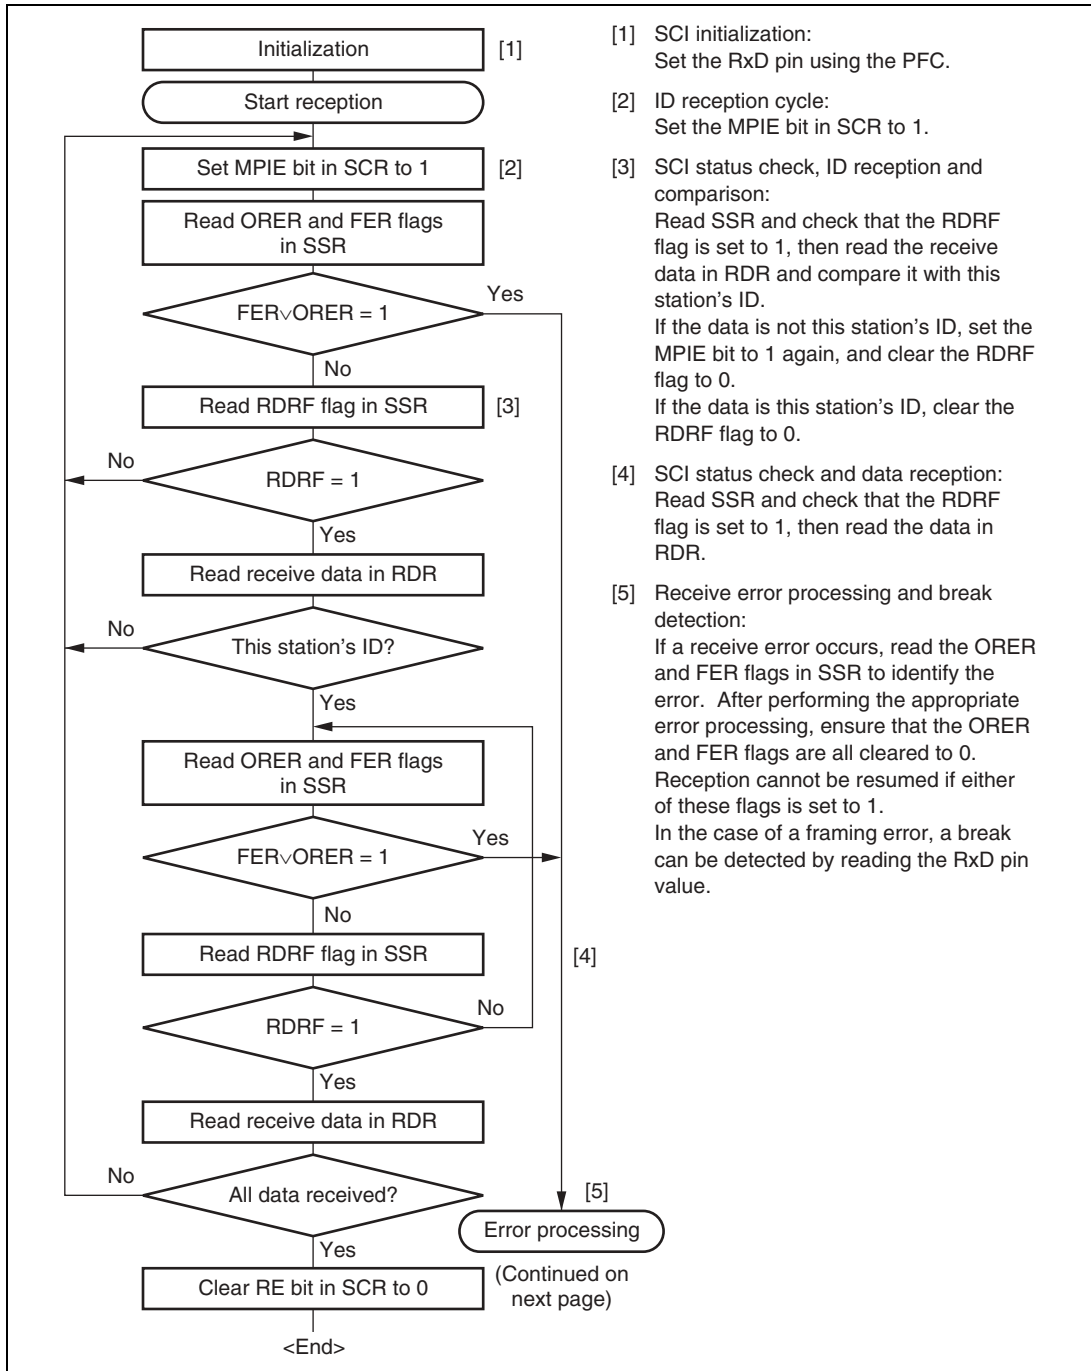 Initialization
[1]
Start reception
Set MPIE bit in SCR to 1
[2]
Read ORER and FER flags
in SSR
FER∨ORER = 1
Yes
No
Read RDRF flag in SSR
[3]
No
RDRF = 1
Yes
Read receive data in RDR
No
This station's ID?
Yes
Read ORER and FER flags
in SSR
FER∨ORER = 1
Yes
No
Read RDRF flag in SSR
[4]
No
RDRF = 1
Yes
Read receive data in RDR
No
All data received?
[5]
Error processing
Yes
Clear RE bit in SCR to 0
(Continued on
next page)
<End>
[1] SCI initialization:
Set the RxD pin using the PFC.
[2] ID reception cycle:
Set the MPIE bit in SCR to 1.
[3] SCI status check, ID reception and
comparison:
Read SSR and check that the RDRF
flag is set to 1, then read the receive
data in RDR and compare it with this
station's ID.
If the data is not this station's ID, set the
MPIE bit to 1 again, and clear the RDRF
flag to 0.
If the data is this station's ID, clear the
RDRF flag to 0.
[4] SCI status check and data reception:
Read SSR and check that the RDRF
flag is set to 1, then read the data in
RDR.
[5] Receive error processing and break
detection:
If a receive error occurs, read the ORER
and FER flags in SSR to identify the
error. After performing the appropriate
error processing, ensure that the ORER
and FER flags are all cleared to 0.
Reception cannot be resumed if either
of these flags is set to 1.
In the case of a framing error, a break
can be detected by reading the RxD pin
value.